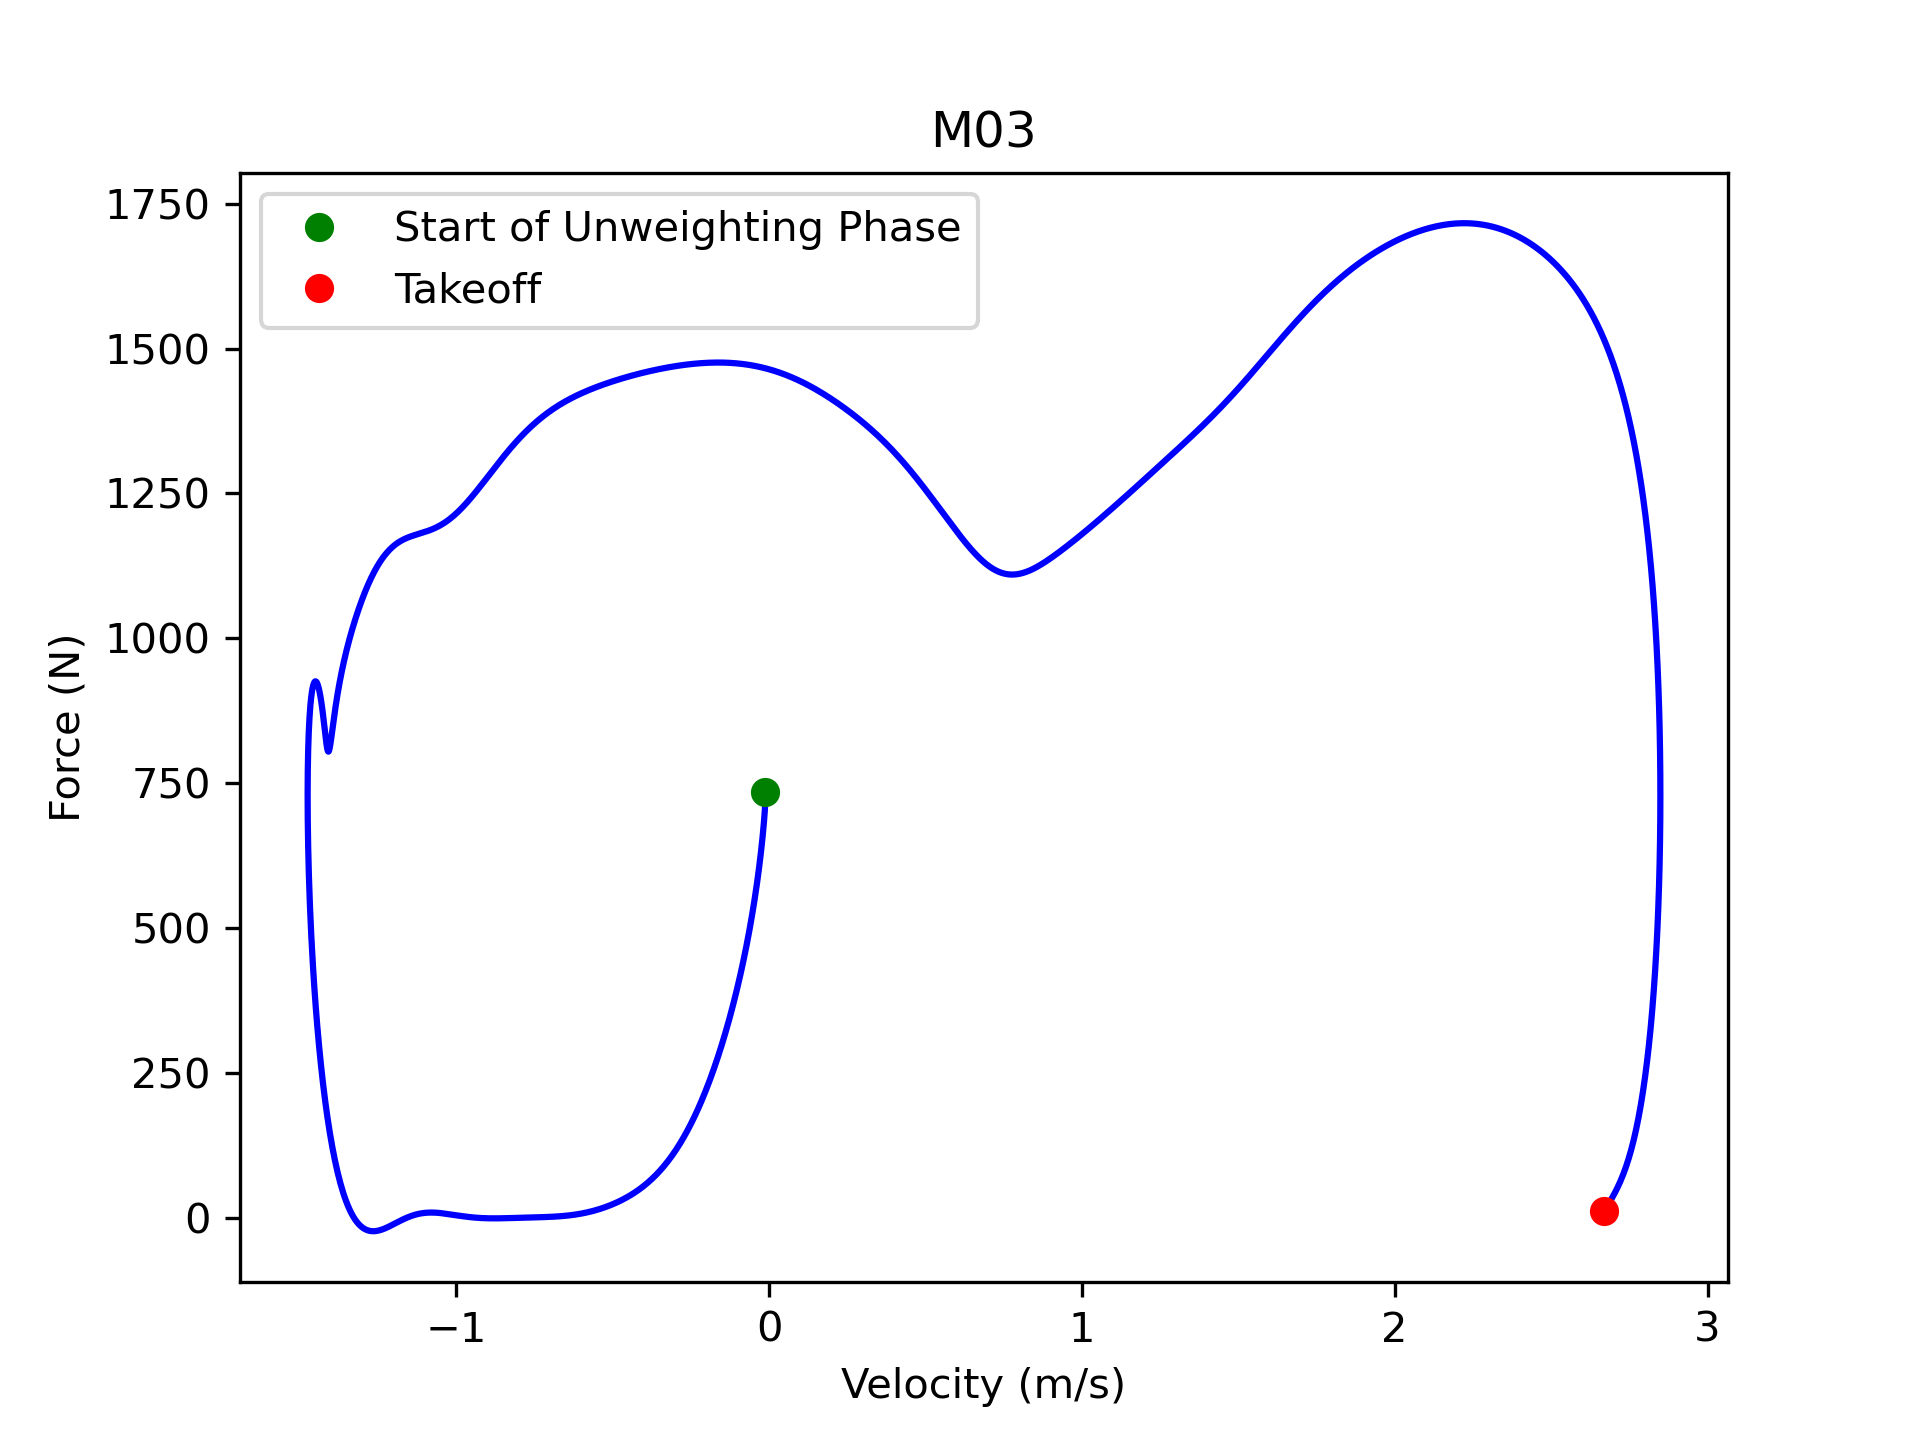 M03
Start of Unweighting Phase
Takeoff
1750
1500
1250
1000
750
500
250
0
Force (N)
−1
0
1
2
3
Velocity (m/s)